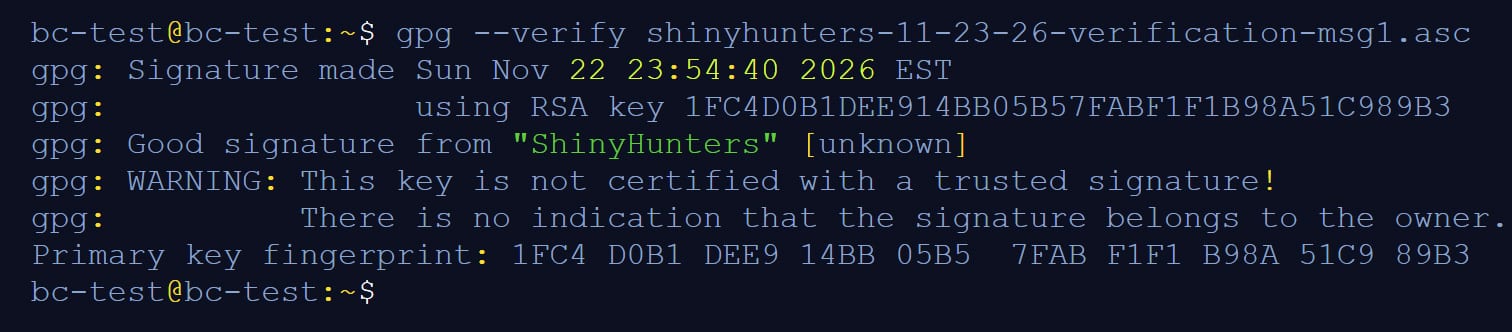 bc-test@bc-test:~$ gpg --verify shinyhunters-11-23-26-verification-msg1.asc
gpg: Signature made Sun Nov 22 23:54:40 2026 EST
gpg:                using RSA key 1FC4D0B1DEE914BB05B57FABF1F1B98A51C989B3
gpg: Good signature from "ShinyHunters" [unknown]
gpg: WARNING: This key is not certified with a trusted signature!
gpg:          There is no indication that the signature belongs to the owner.
Primary key fingerprint: 1FC4 D0B1 DEE9 14BB 05B5  7FAB F1F1 B98A 51C9 89B3
bc-test@bc-test:~$